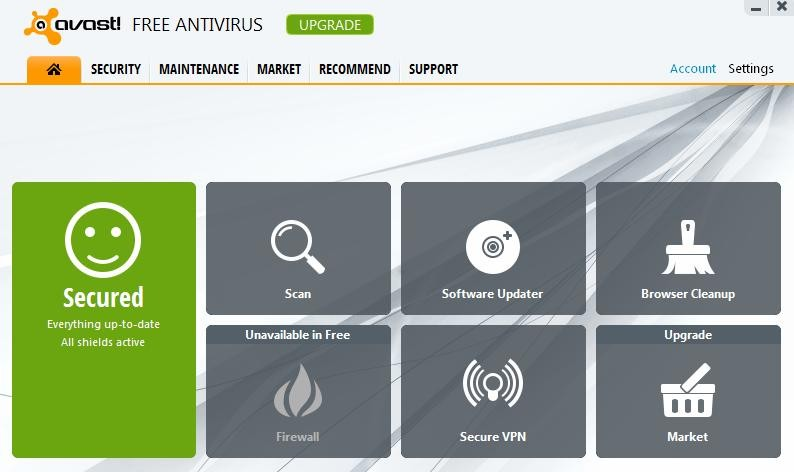 avast! FREE ANTIVIRUS UPGRADE
SECURITY MAINTENANCE MARKET RECOMMEND SUPPORT Account Settings
Secured
Everything up-to-date
All shields active
Scan
Software Updater
Browser Cleanup
Unavailable in Free
Firewall
Secure VPN
Upgrade
Market